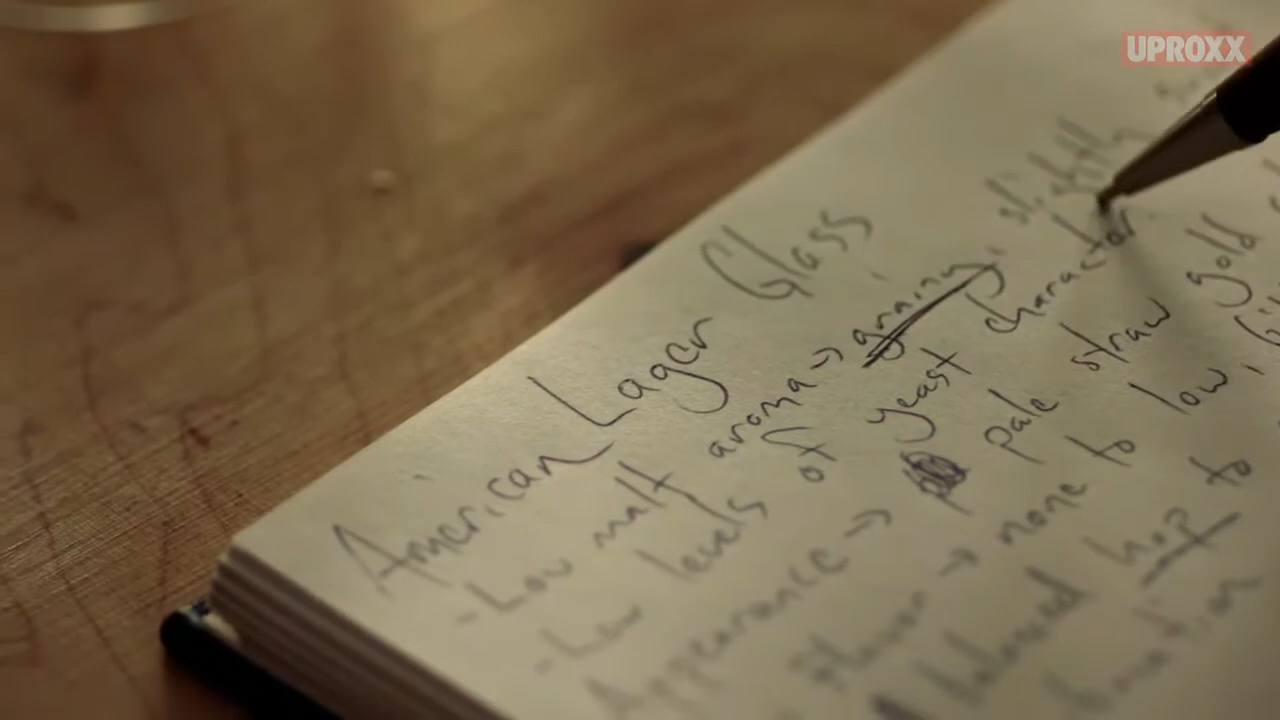 UPROXX
American Lager Glass
- Low malt aroma → grainy, slightly
- Low levels of yeast character
Appearance → pale straw gold
flavor → none to low,
balanced hop to